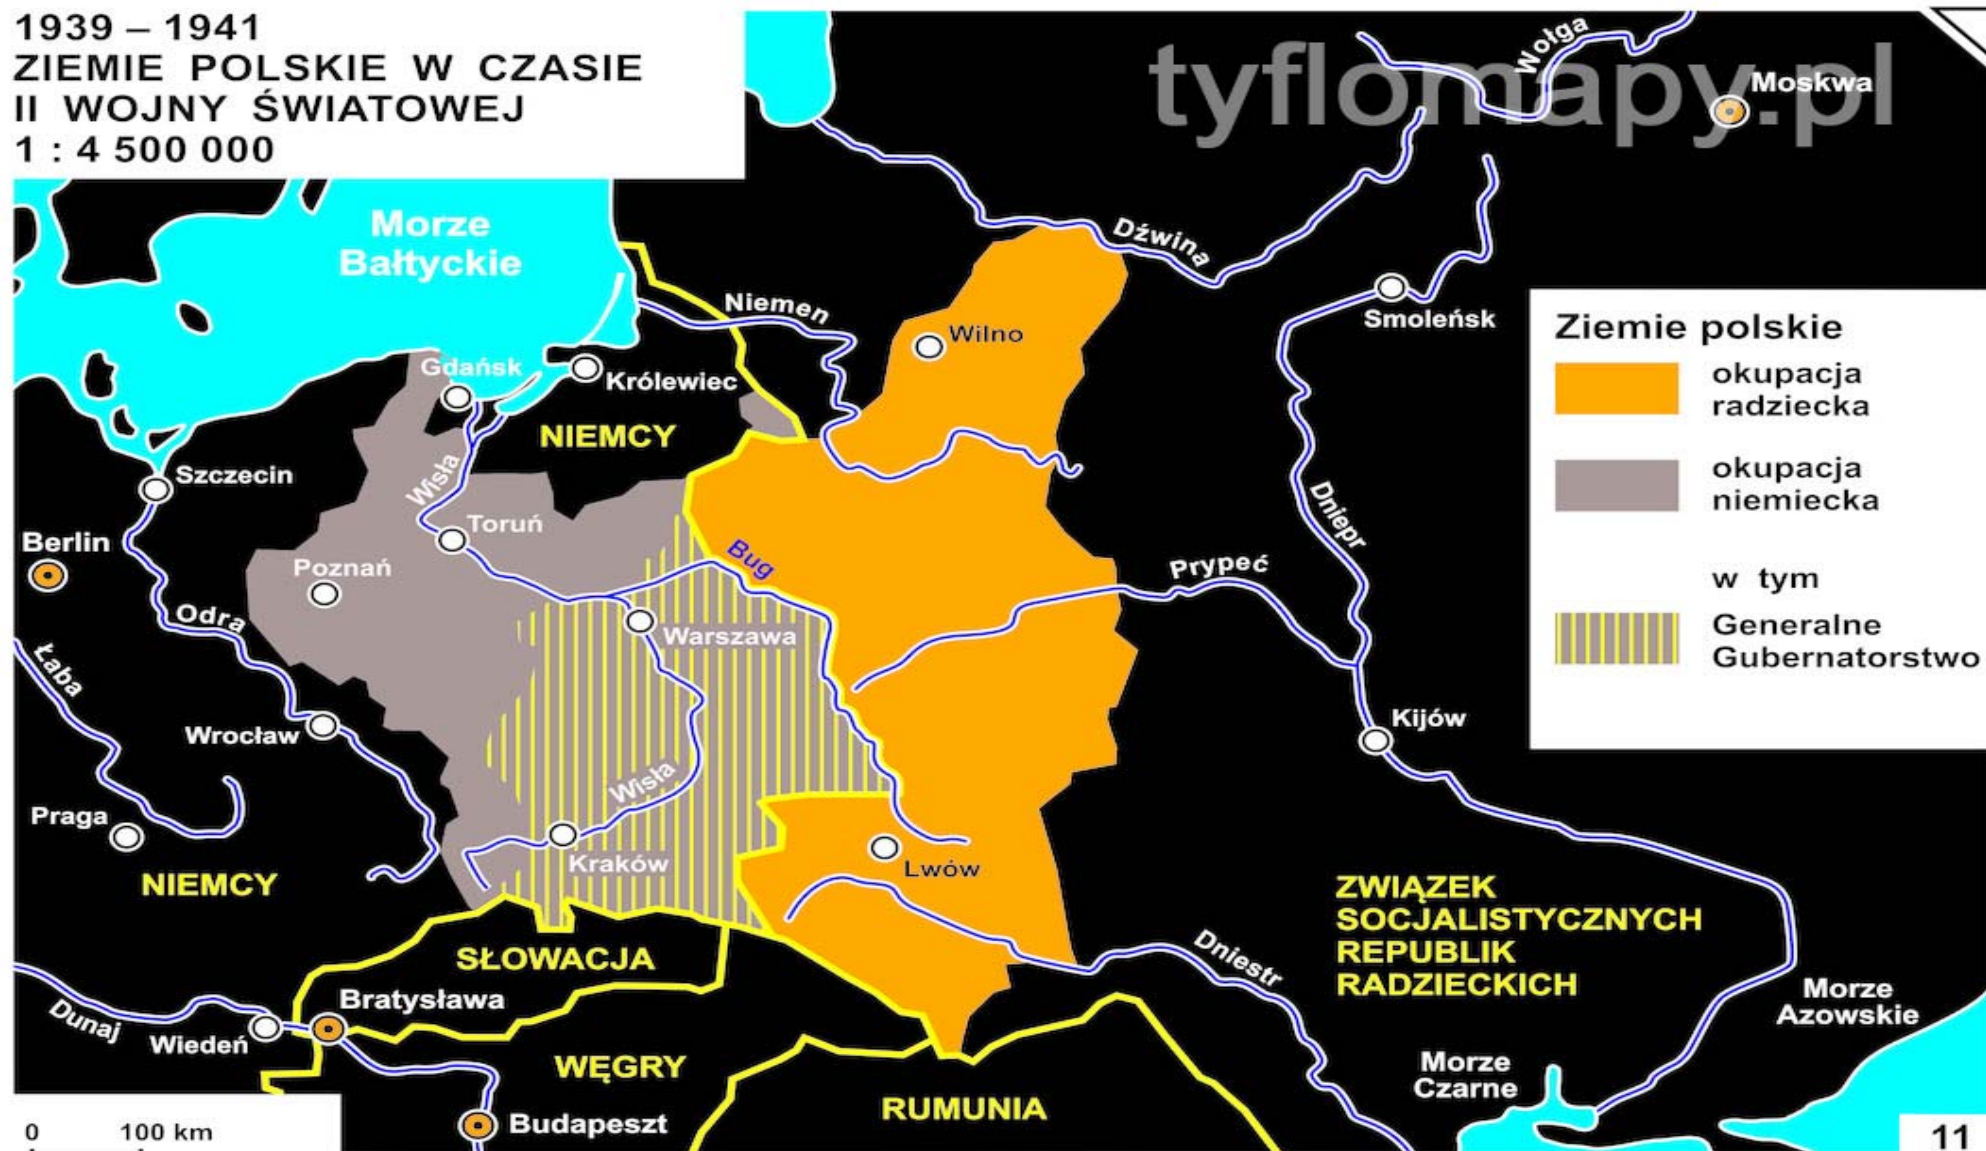 1939 – 1941
ZIEMIE POLSKIE W CZASIE
II WOJNY ŚWIATOWEJ
1 : 4 500 000
tyflomapy.pl
Wołga
Moskwa
Morze
Bałtyckie
Dźwina
Niemen
Wilno
Smoleńsk
Gdańsk
Królewiec
NIEMCY
Szczecin
Wisła
Toruń
Berlin
Poznań
Bug
Dniepr
Prypeć
Odra
Warszawa
Łaba
Wrocław
Kijów
Wisła
Praga
Kraków
Lwów
NIEMCY
SŁOWACJA
ZWIĄZEK
SOCJALISTYCZNYCH
REPUBLIK
RADZIECKICH
Dniestr
Bratysława
Dunaj
Wiedeń
WĘGRY
RUMUNIA
Budapeszt
Morze
Azowskie
Morze
Czarne
Ziemie polskie
okupacja
radziecka
okupacja
niemiecka
w tym
Generalne
Gubernatorstwo
0 100 km
11